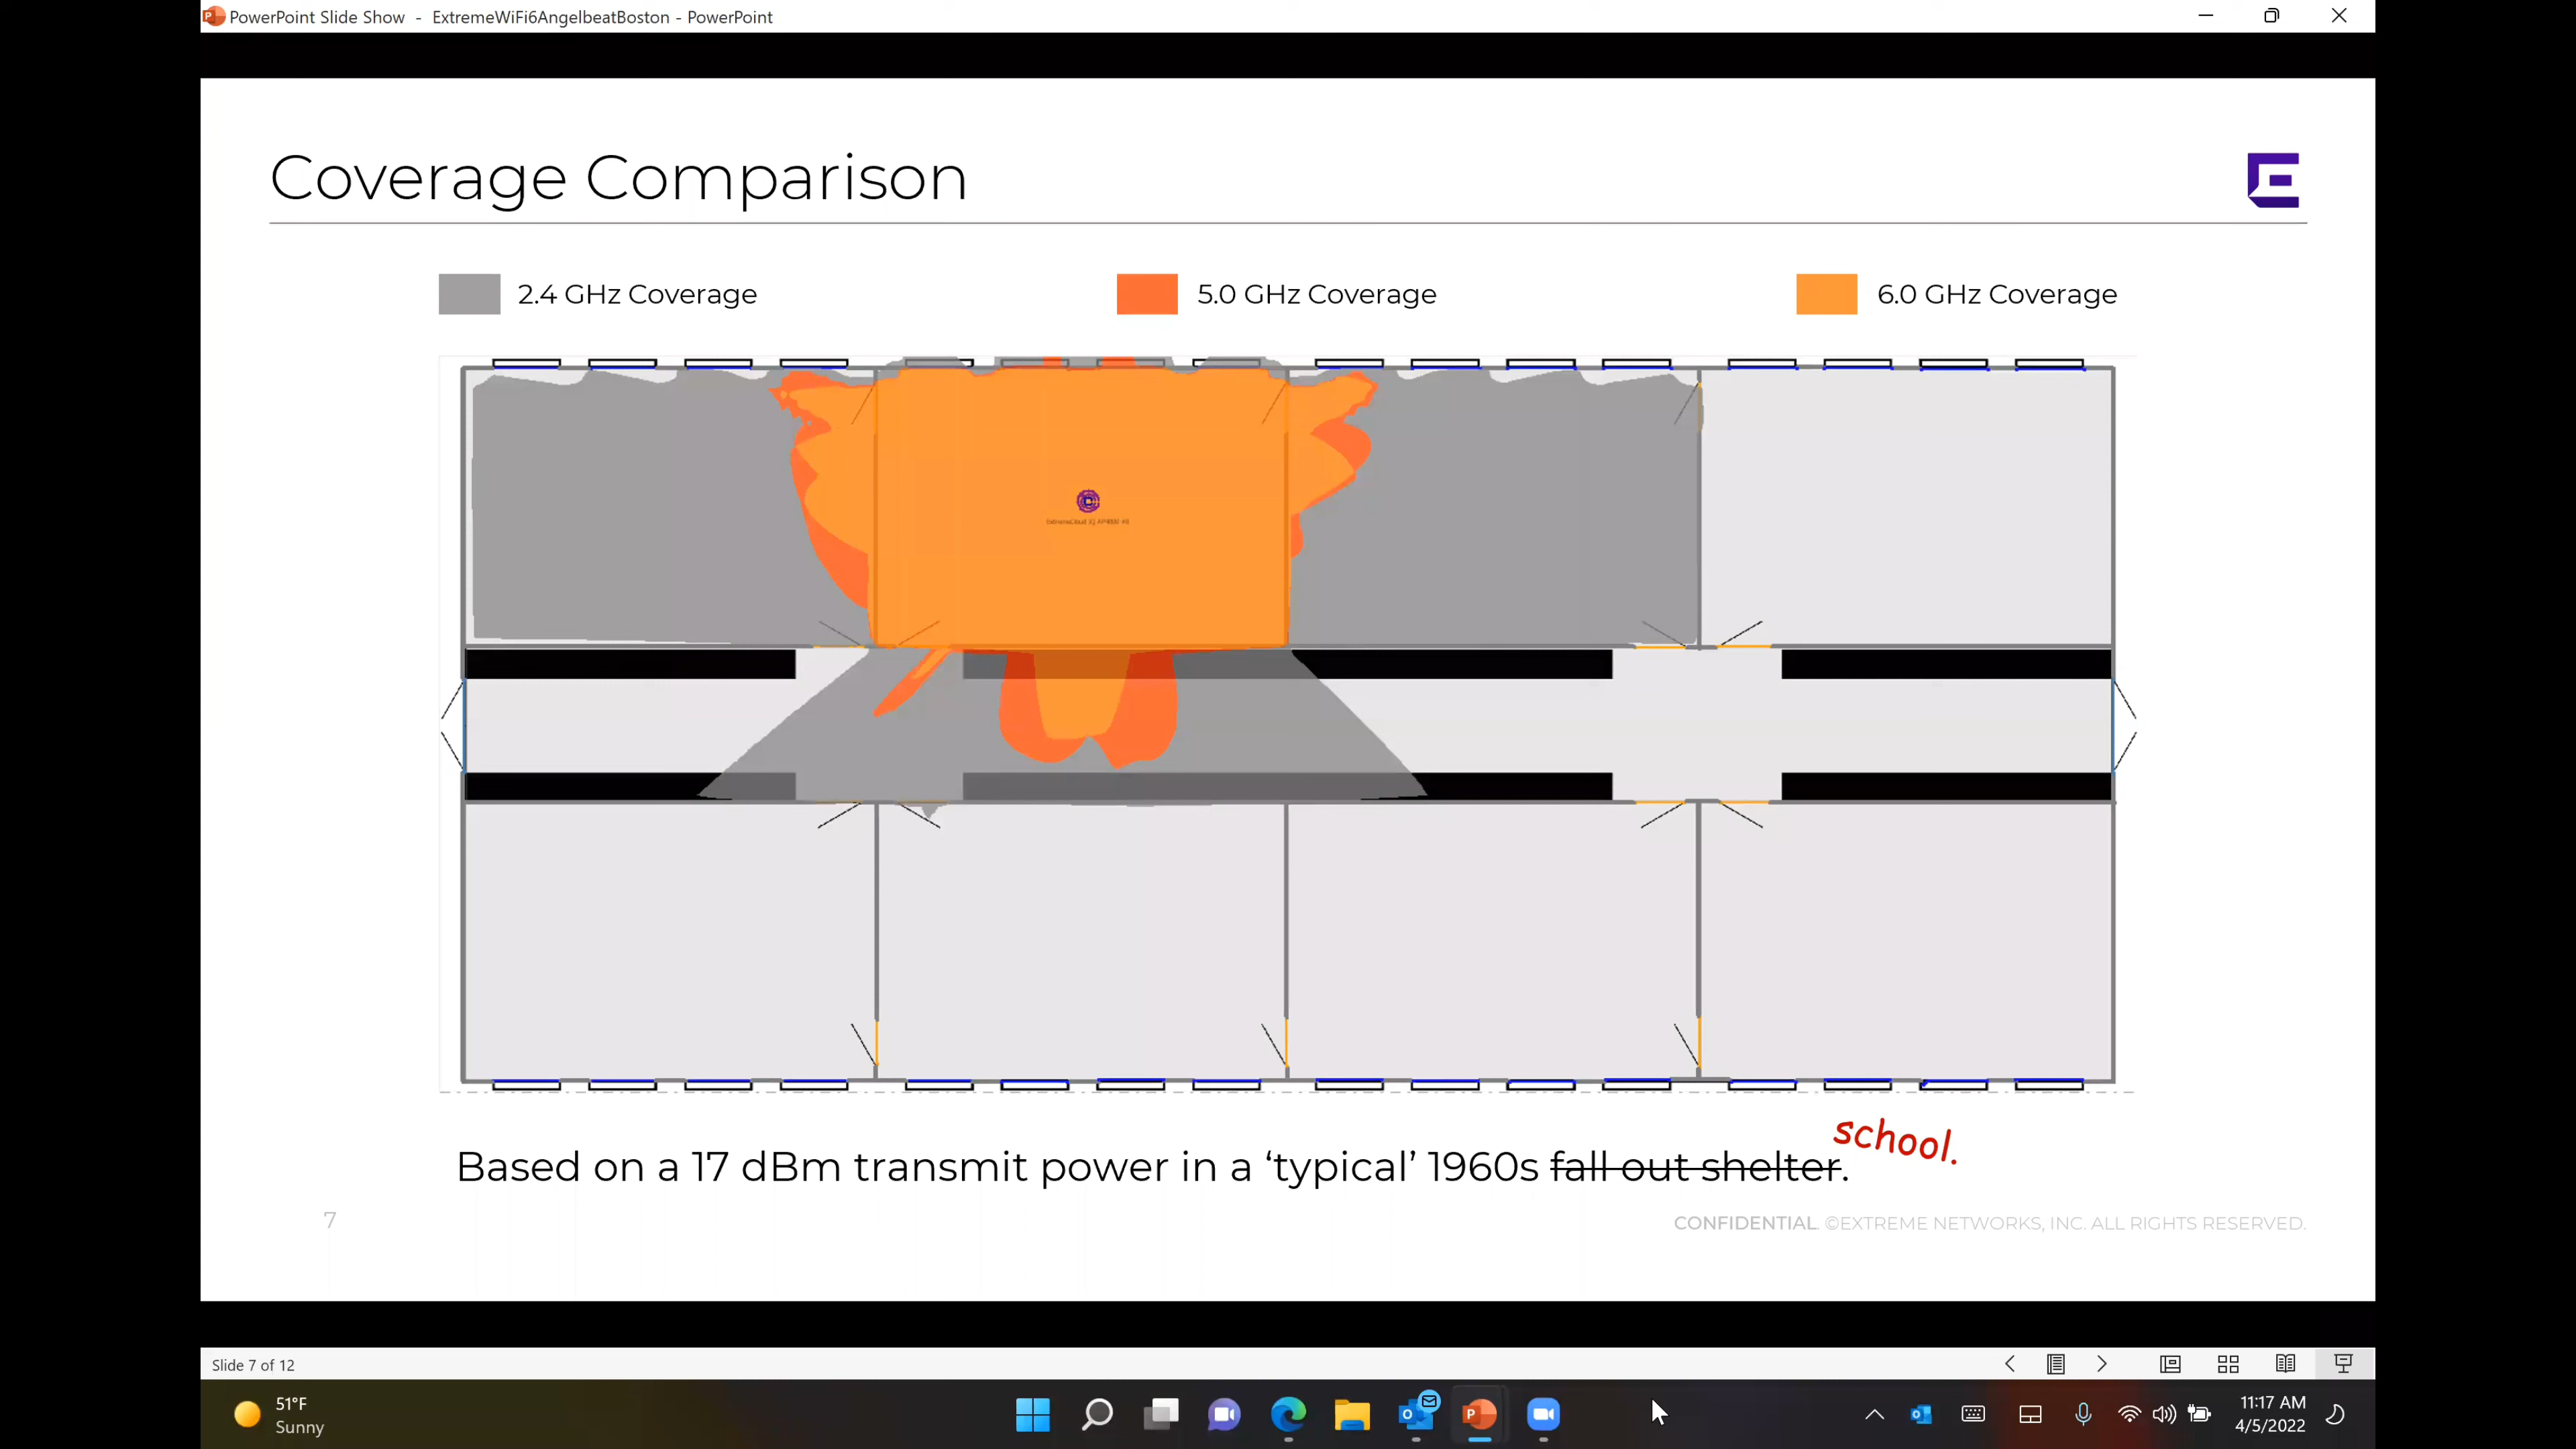 PowerPoint Slide Show - ExtremeWiFi6AngelbeatBoston - PowerPoint
Coverage Comparison
2.4 GHz Coverage
5.0 GHz Coverage
6.0 GHz Coverage
school.
Based on a 17 dBm transmit power in a ‘typical’ 1960s fall out shelter.
7
CONFIDENTIAL. ©EXTREME NETWORKS, INC. ALL RIGHTS RESERVED.
Slide 7 of 12
51°F
Sunny
11:17 AM
4/5/2022